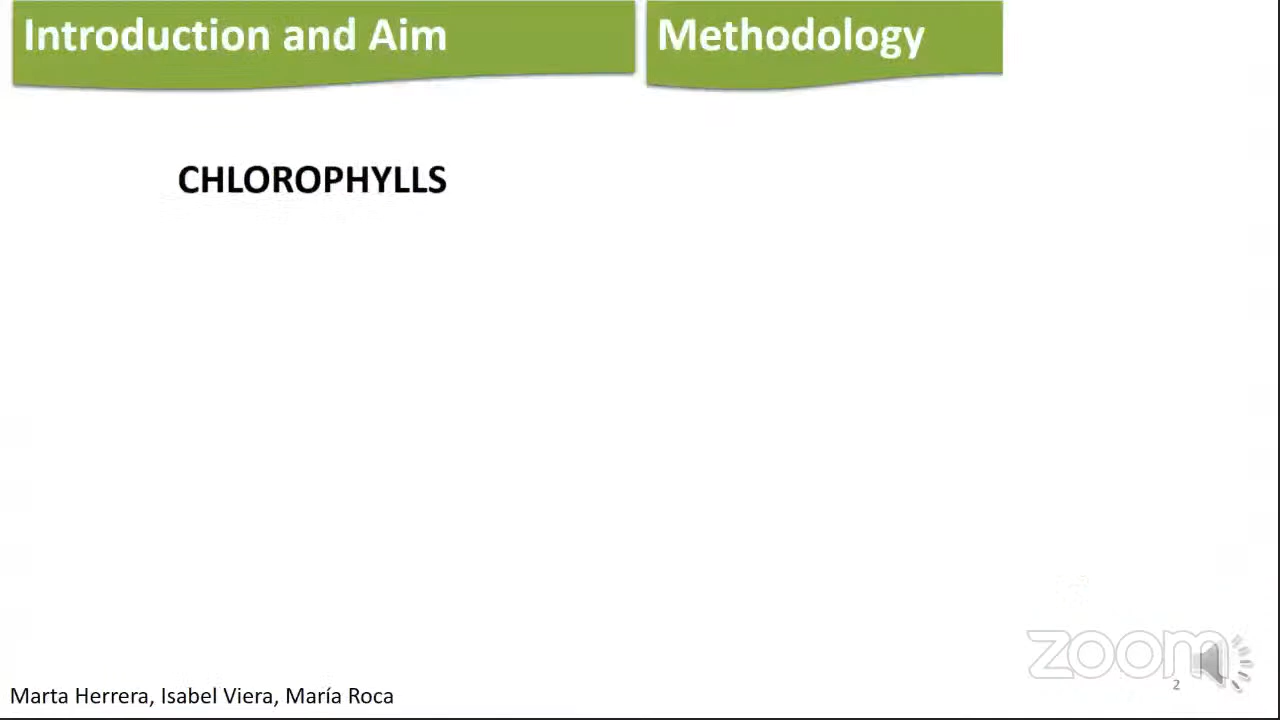 Introduction and Aim
Methodology
CHLOROPHYLLS
zoom
2
Marta Herrera, Isabel Viera, María Roca